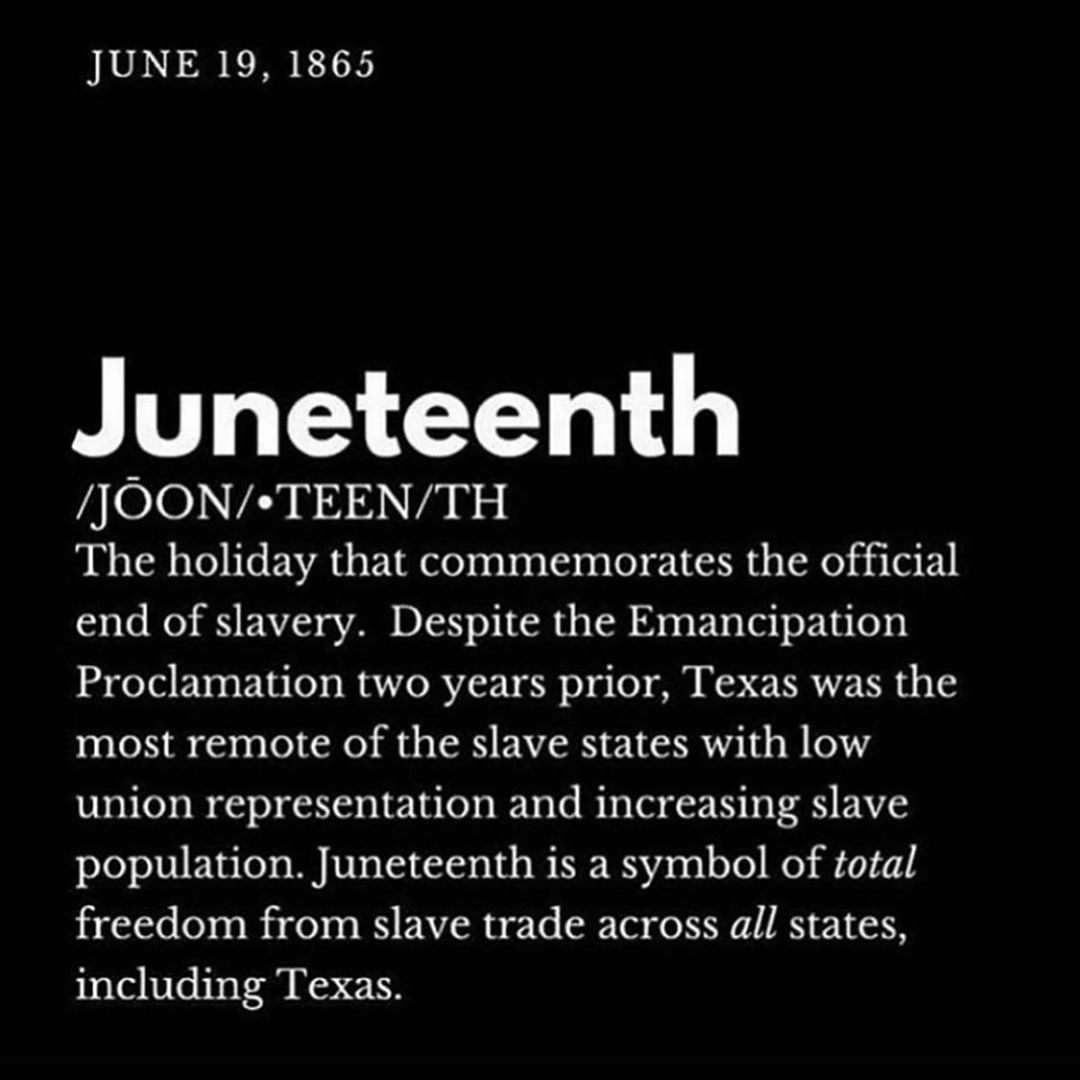 JUNE 19, 1865
Juneteenth
/JŌON/•TEEN/TH
The holiday that commemorates the official
end of slavery.  Despite the Emancipation
Proclamation two years prior, Texas was the
most remote of the slave states with low
union representation and increasing slave
population. Juneteenth is a symbol of total
freedom from slave trade across all states,
including Texas.